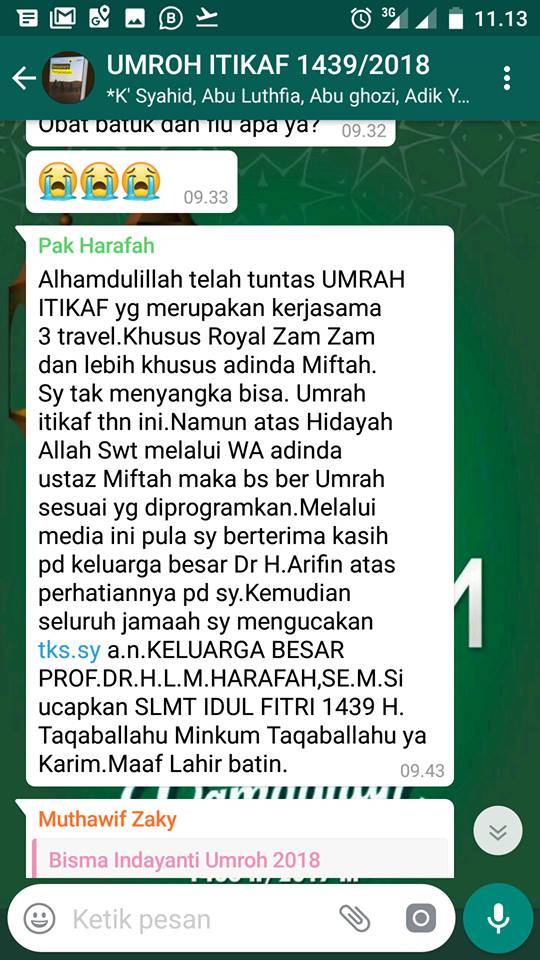 3G
11.13
UMROH ITIKAF 1439/2018
*K' Syahid, Abu Luthfia, Abu ghozi, Adik Y...
Obat batuk dan flu apa ya? 09.32
09.33
Pak Harafah
Alhamdulillah telah tuntas UMRAH
ITIKAF yg merupakan kerjasama
3 travel.Khusus Royal Zam Zam
dan lebih khusus adinda Miftah.
Sy tak menyangka bisa. Umrah
itikaf thn ini.Namun atas Hidayah
Allah Swt melalui WA adinda
ustaz Miftah maka bs ber Umrah
sesuai yg diprogramkan.Melalui
media ini pula sy berterima kasih
pd keluarga besar Dr H.Arifin atas
perhatiannya pd sy.Kemudian
seluruh jamaah sy mengucakan
tks.sy a.n.KELUARGA BESAR
PROF.DR.H.L.M.HARAFAH,SE.M.Si
ucapkan SLMT IDUL FITRI 1439 H.
Taqaballahu Minkum Taqaballahu ya
Karim.Maaf Lahir batin.
09.43
Muthawif Zaky
Bisma Indayanti Umroh 2018
Ketik pesan